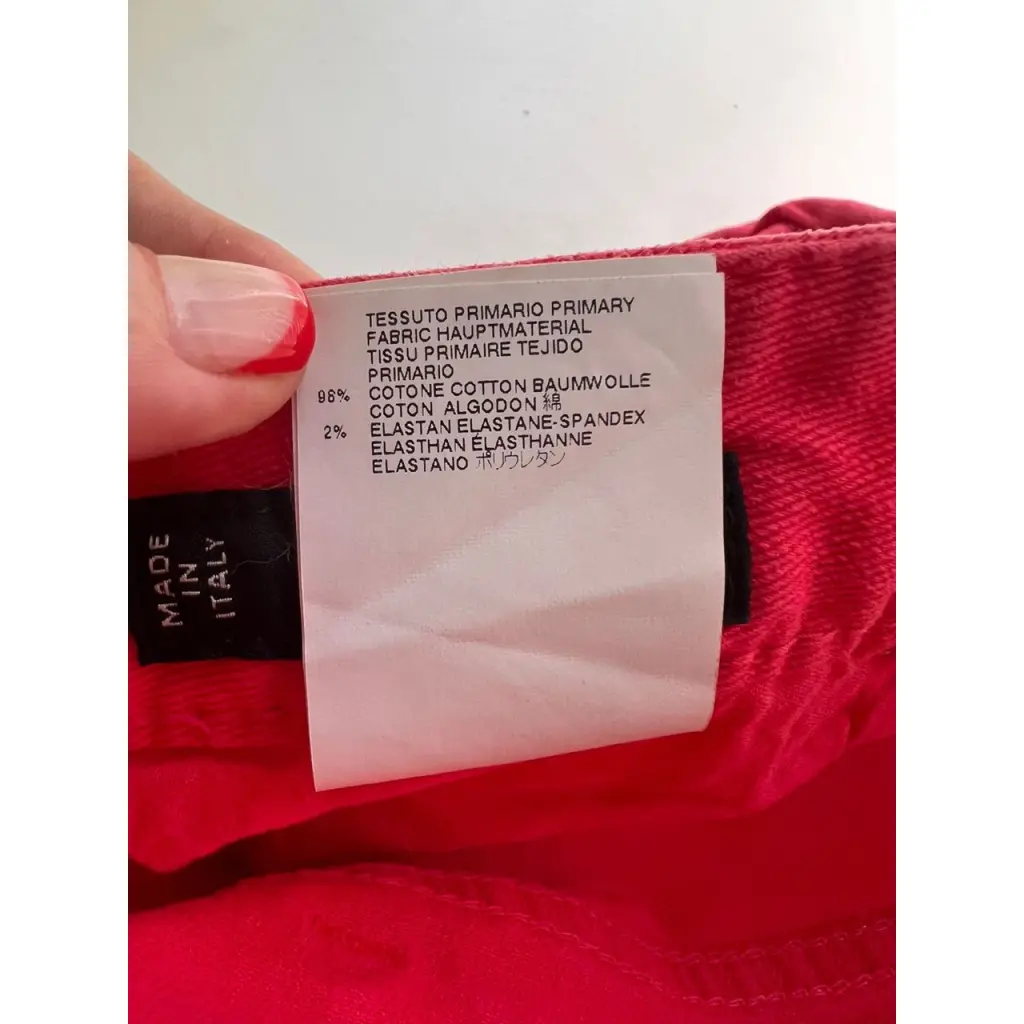 TESSUTO PRIMARIO PRIMARY
FABRIC HAUPTMATERIAL
TISSU PRIMAIRE TEJIDO
PRIMARIO
98% COTONE COTTON BAUMWOLLE
COTON ALGODON 綿
2% ELASTAN ELASTANE-SPANDEX
ELASTHAN ÉLASTHANNE
ELASTANO ポリウレタン
MADE
IN
ITALY